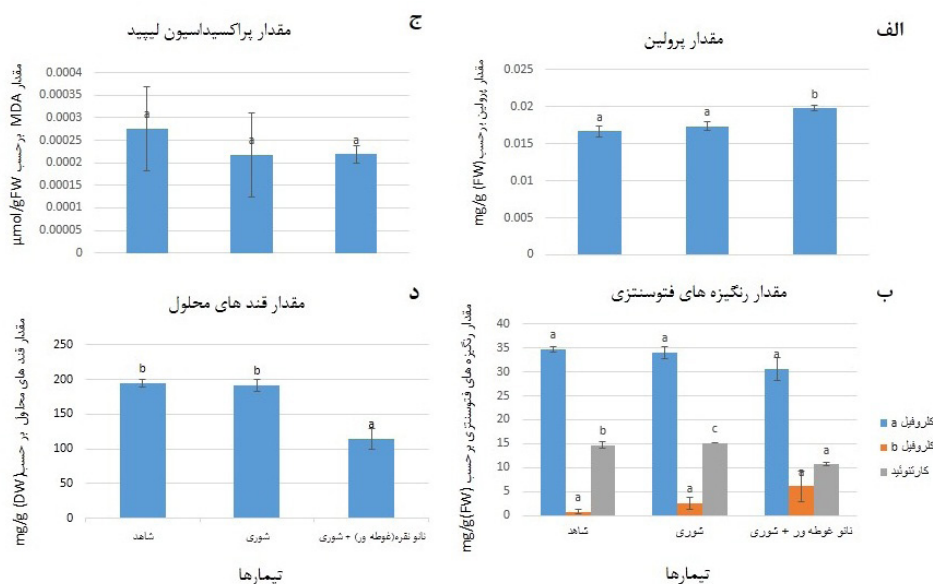 الف
مقدار پرولین
مقدار پرولین برحسب mg/g (FW)
0.025
0.02
0.015
0.01
0.005
0
a
a
b
ج
مقدار پراکسیداسیون لیپید
مقدار MDA برحسب µmol/gFW
0.0004
0.00035
0.0003
0.00025
0.0002
0.00015
0.0001
0.00005
0
a
a
a
ب
مقدار رنگیزه های فتوسنتزی
مقدار رنگیزه های فتوسنتزی برحسب mg/g(FW)
40
35
30
25
20
15
10
5
0
a
a
b
a
a
c
a
a
a
شاهد
شوری
نانو غوطه ور + شوری
کلروفیل a
کلروفیل b
کارتنوئید
تیمارها
د
مقدار قند های محلول
مقدار قند های محلول بر حسب mg/g (DW)
250
200
150
100
50
0
b
b
a
شاهد
شوری
نانو نقره(غوطه ور) + شوری
تیمارها